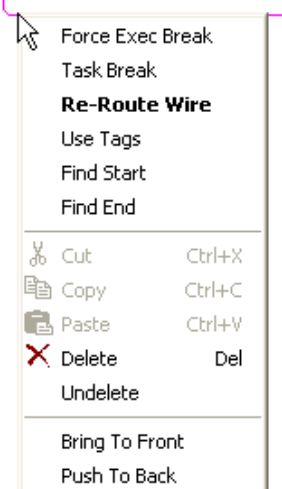 Force Exec Break
Task Break
Re-Route Wire
Use Tags
Find Start
Find End
Cut Ctrl+X
Copy Ctrl+C
Paste Ctrl+V
Delete Del
Undelete
Bring To Front
Push To Back